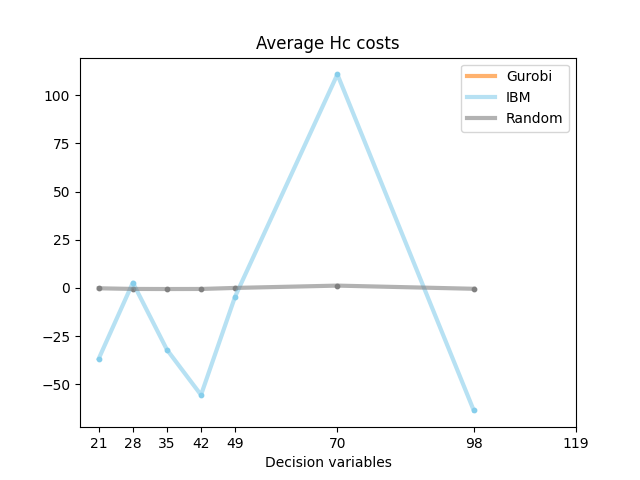 Average Hc costs
Gurobi
IBM
Random
100
75
50
25
0
−25
−50
21 28 35 42 49 70 98 119
Decision variables